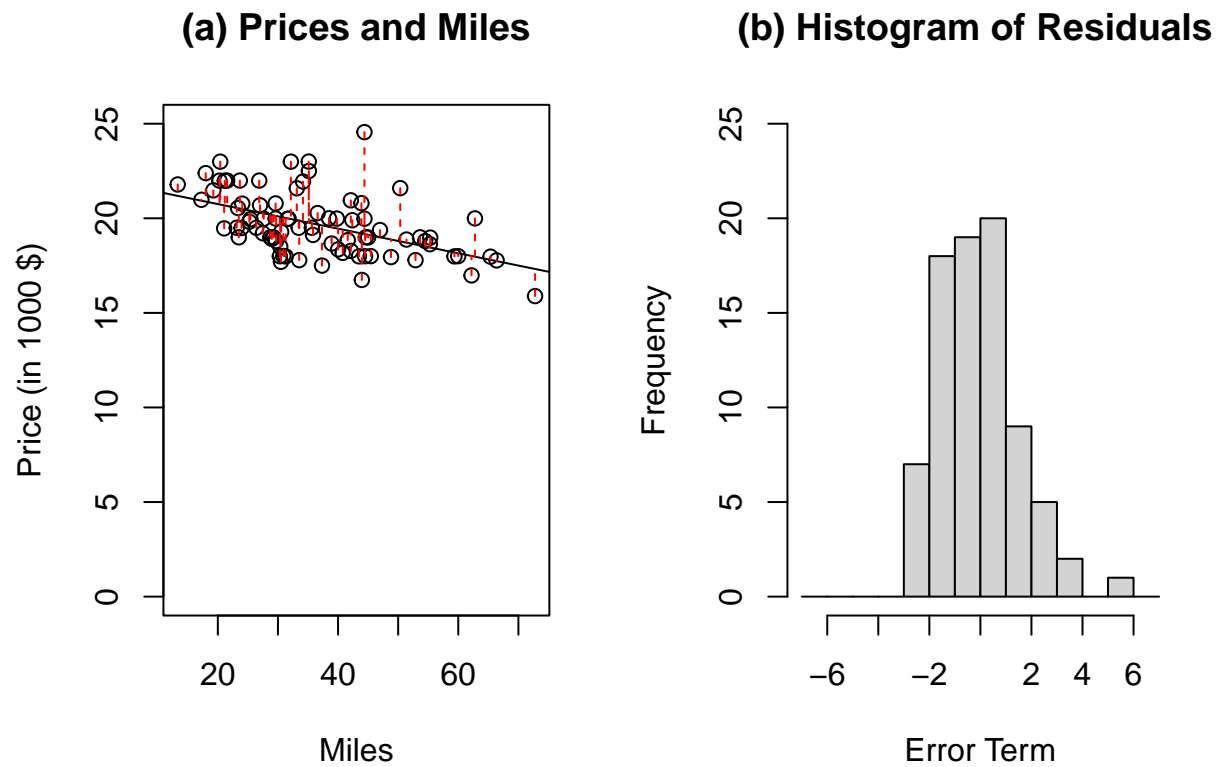 (a) Prices and Miles
Price (in 1000 $)
25
20
15
10
5
0
20 40 60
Miles
(b) Histogram of Residuals
Frequency
25
20
15
10
5
0
−6 −2 2 4 6
Error Term